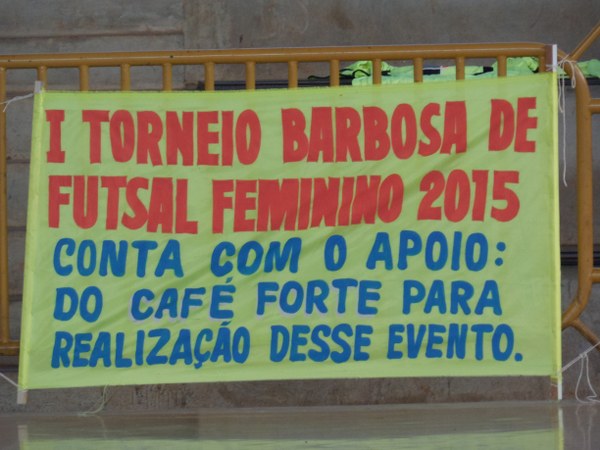 I TORNEIO BARBOSA DE
FUTSAL FEMININO 2015
CONTA COM O APOIO:
DO CAFÉ FORTE PARA
REALIZAÇÃO DESSE EVENTO.